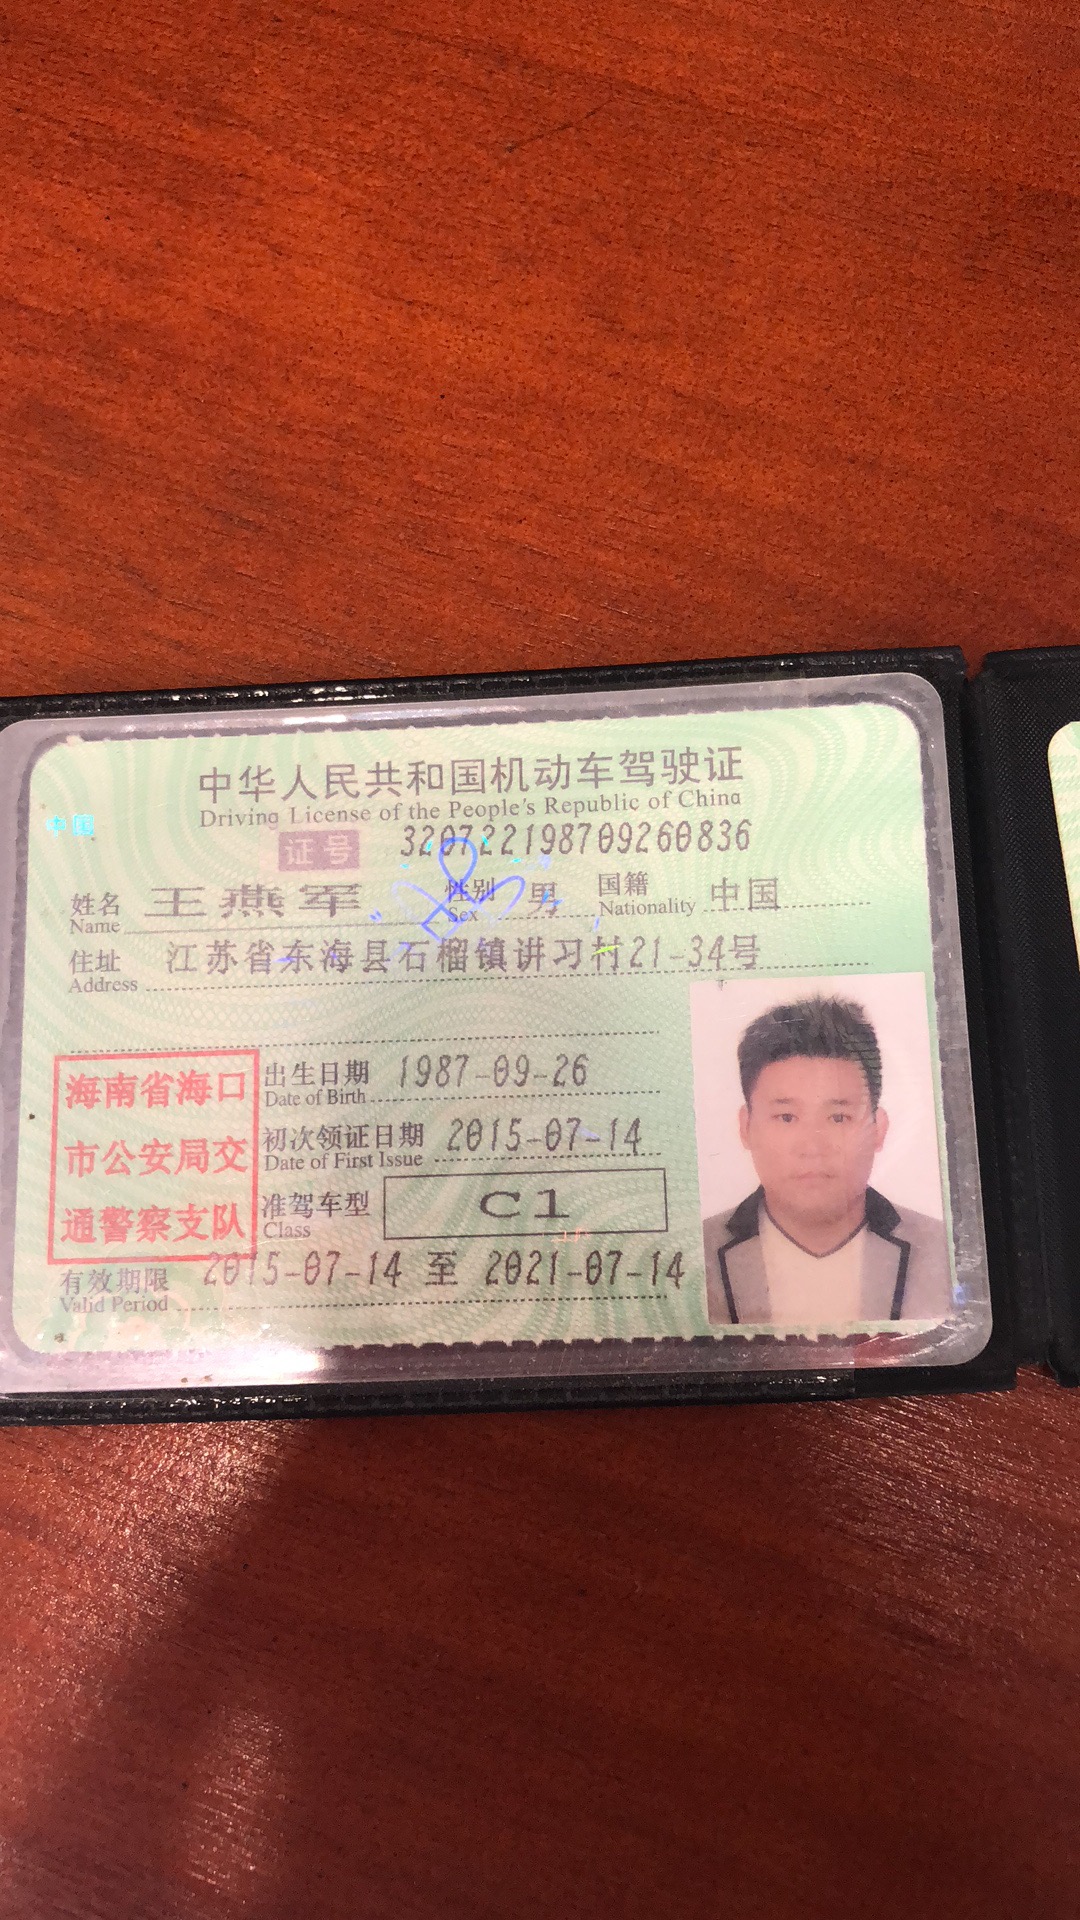 中华人民共和国机动车驾驶证
Driving License of the People's Republic of China
中国
证号 320722198709260836
姓名 王燕军 性别 男 国籍 中国
Name Sex Nationality
住址 江苏省东海县石榴镇讲习村21-34号
Address
海南省海口
市公安局交
通警察支队
出生日期 1987-09-26
Date of Birth
初次领证日期 2015-07-14
Date of First Issue
准驾车型 C1
Class
有效期限 2015-07-14 至 2021-07-14
Valid Period